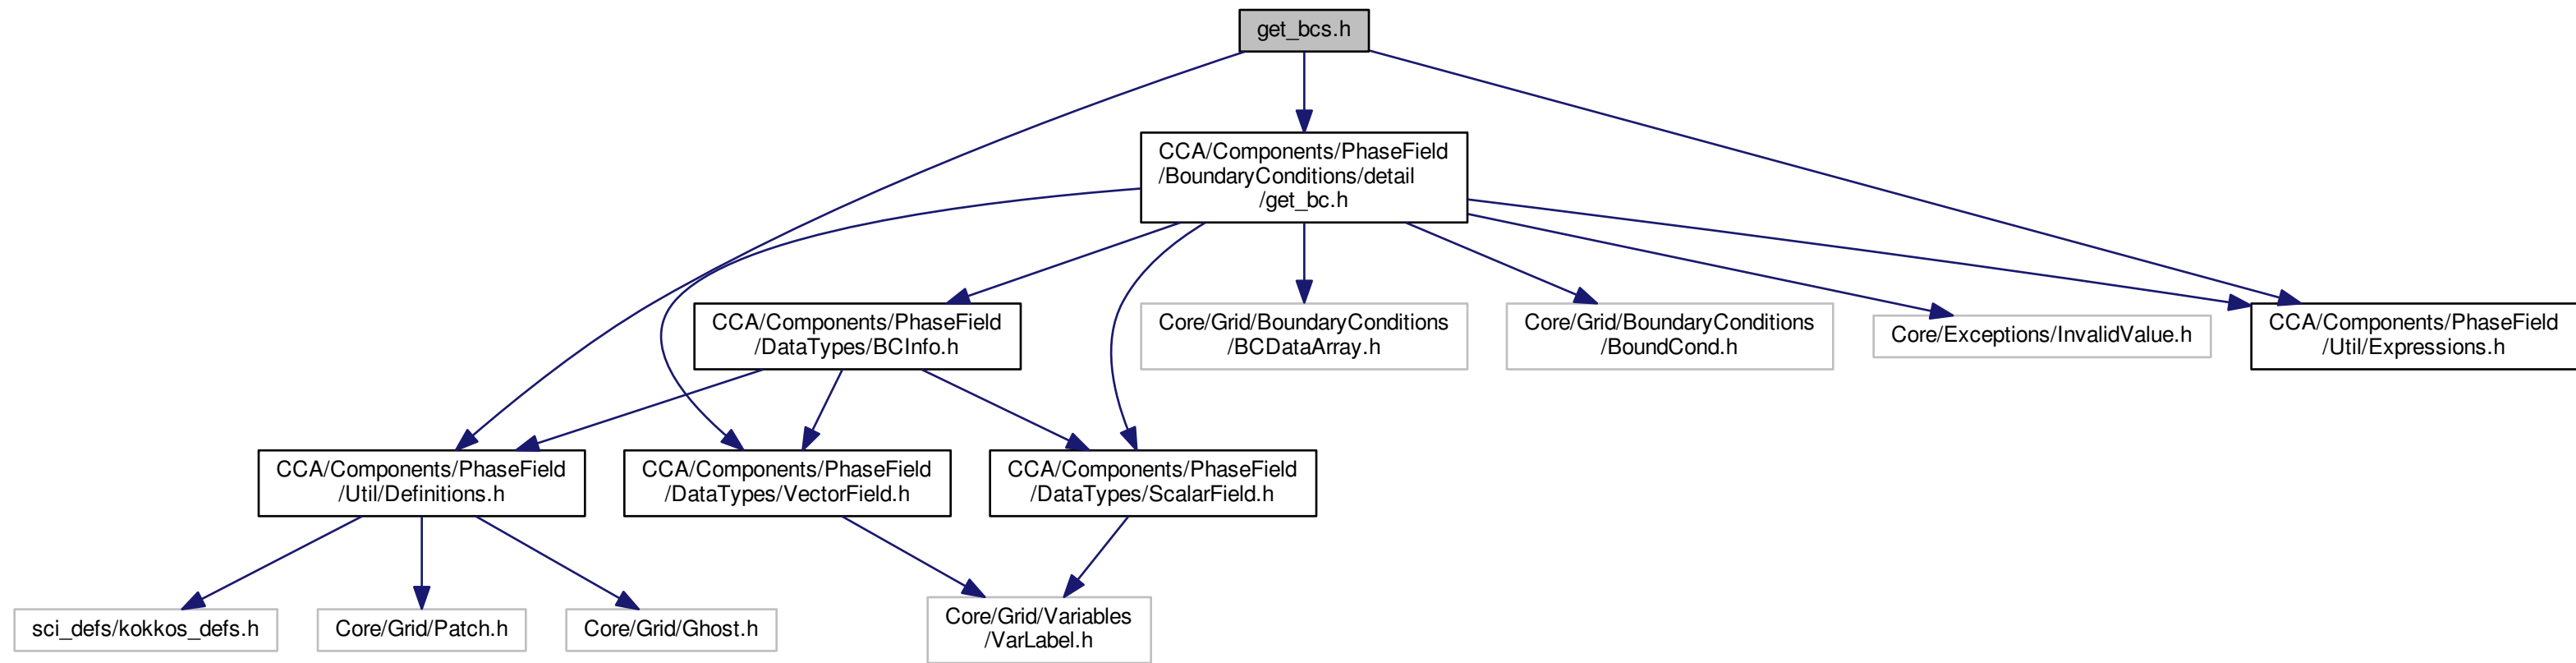 get_bcs.h
CCA/Components/PhaseField
/BoundaryConditions/detail
/get_bc.h
CCA/Components/PhaseField
/DataTypes/BCInfo.h
Core/Grid/BoundaryConditions
/BCDataArray.h
Core/Grid/BoundaryConditions
/BoundCond.h
Core/Exceptions/InvalidValue.h
CCA/Components/PhaseField
/Util/Expressions.h
CCA/Components/PhaseField
/Util/Definitions.h
CCA/Components/PhaseField
/DataTypes/VectorField.h
CCA/Components/PhaseField
/DataTypes/ScalarField.h
sci_defs/kokkos_defs.h
Core/Grid/Patch.h
Core/Grid/Ghost.h
Core/Grid/Variables
/VarLabel.h